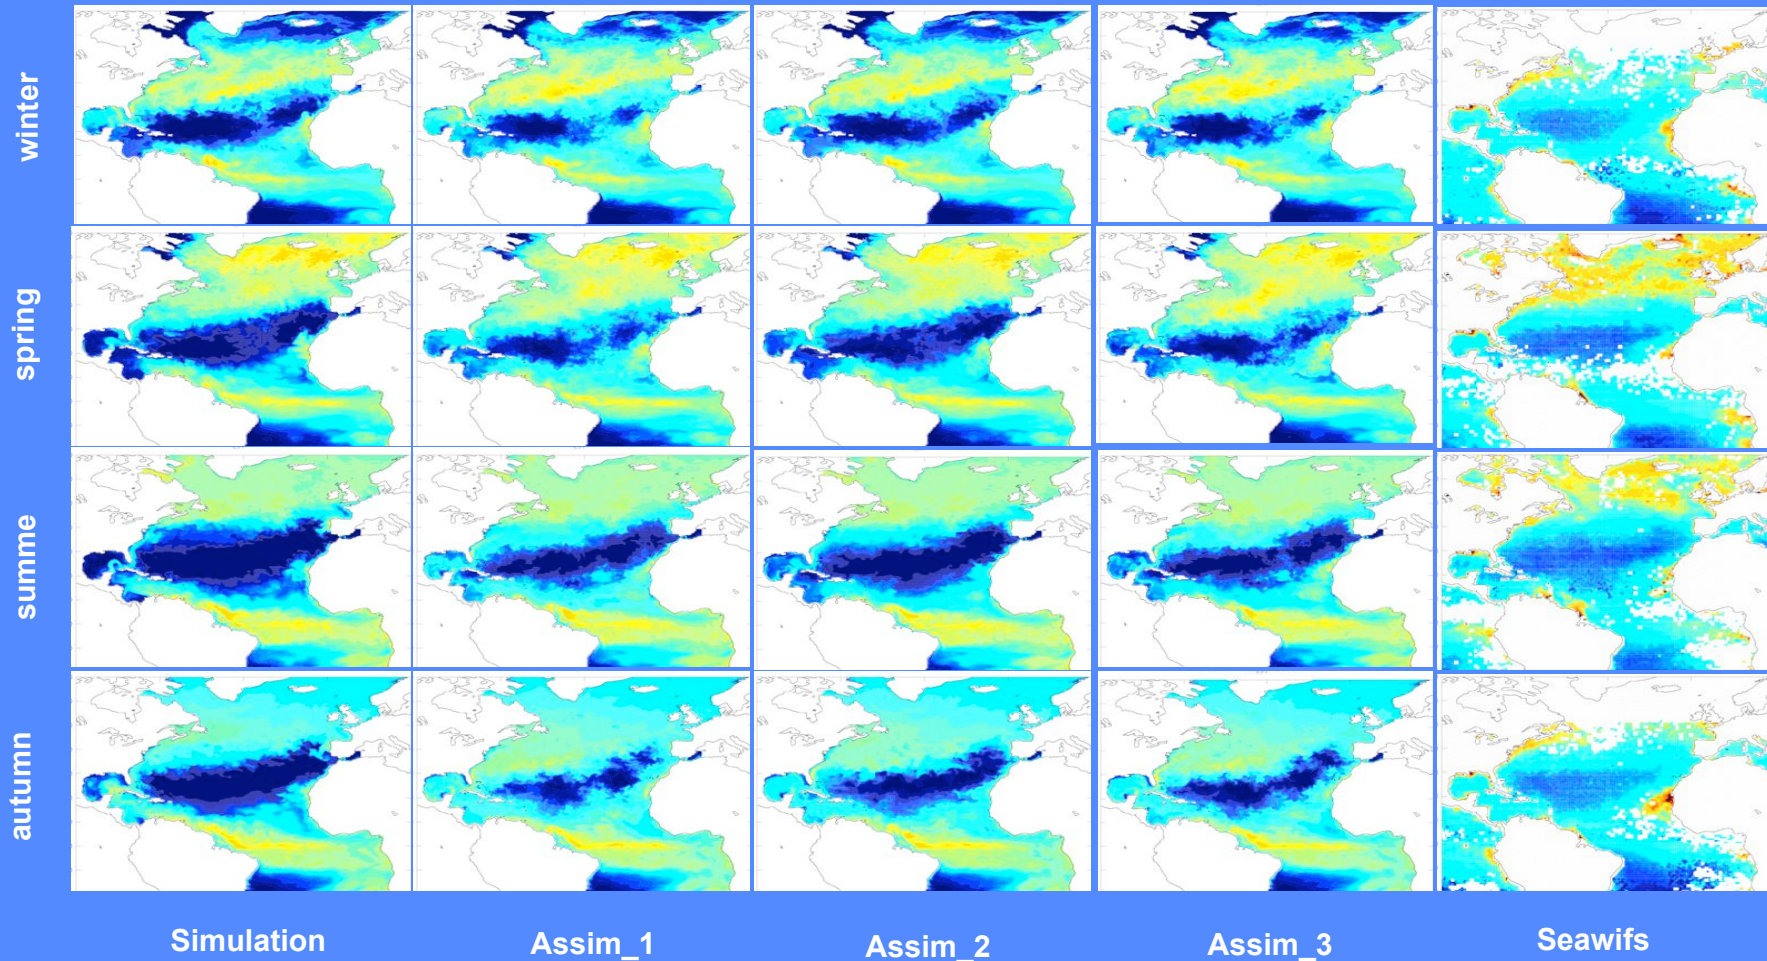 winter
spring
summe
autumn
Simulation
Assim_1
Assim_2
Assim_3
Seawifs